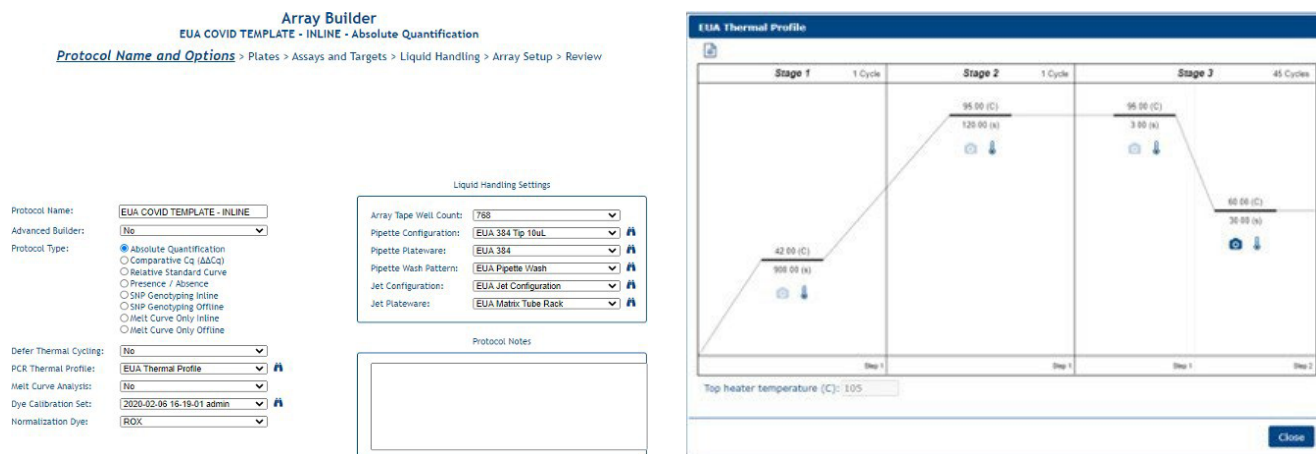 Array Builder
EUA COVID TEMPLATE - INLINE - Absolute Quantification
Protocol Name and Options > Plates > Assays and Targets > Liquid Handling > Array Setup > Review
Protocol Name: EUA COVID TEMPLATE - INLINE
Advanced Builder: No
Protocol Type: Absolute Quantification
Comparative Cq (ΔΔCq)
Relative Standard Curve
Presence / Absence
SNP Genotyping Inline
SNP Genotyping Offline
Melt Curve Only Inline
Melt Curve Only Offline
Defer Thermal Cycling: No
PCR Thermal Profile: EUA Thermal Profile
Melt Curve Analysis: No
Dye Calibration Set: 2020-02-06 16-19-01 admin
Normalization Dye: ROX
Liquid Handling Settings
Array Tape Well Count: 768
Pipette Configuration: EUA 384 Tip 10uL
Pipette Plateware: EUA 384
Pipette Wash Pattern: EUA Pipette Wash
Jet Configuration: EUA Jet Configuration
Jet Plateware: EUA Matrix Tube Rack
Protocol Notes
EUA Thermal Profile
Stage 1 1 Cycle Stage 2 1 Cycle Stage 3 45 Cycles
95.00 (C) 95.00 (C)
120.00 (s) 3.00 (s)
60.00 (C)
30.00 (s)
42.00 (C)
900.00 (s)
Step 1 Step 1 Step 1 Step 2
Top heater temperature (C): 105
Close